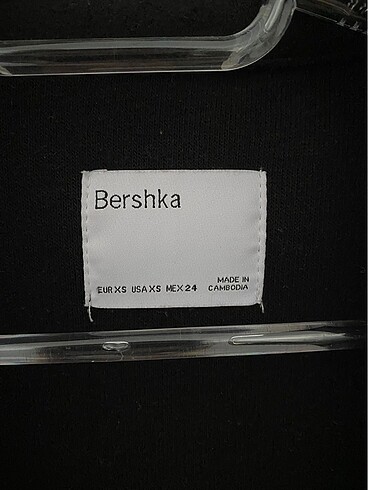 Bershka
MADE IN
EUR XS USA XS MEX 24 CAMBODIA